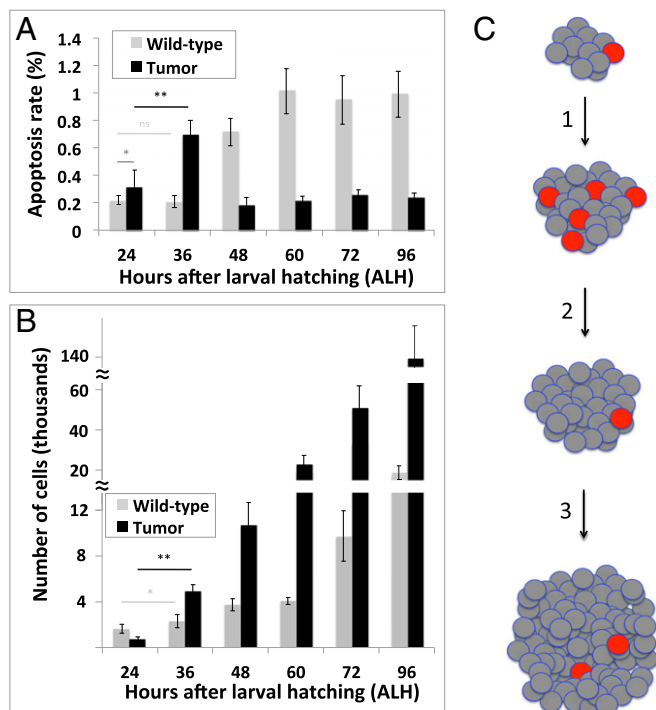 A
Wild-type
Tumor
Apoptosis rate (%)
1.4
1.2
1
0.8
0.6
0.4
0.2
0
ns
*
**
24 36 48 60 72 96
Hours after larval hatching (ALH)
B
Number of cells (thousands)
140
60
20
12
8
4
≈ ≈
≈ ≈
Wild-type
Tumor
*
**
24 36 48 60 72 96
Hours after larval hatching (ALH)
C
1
2
3